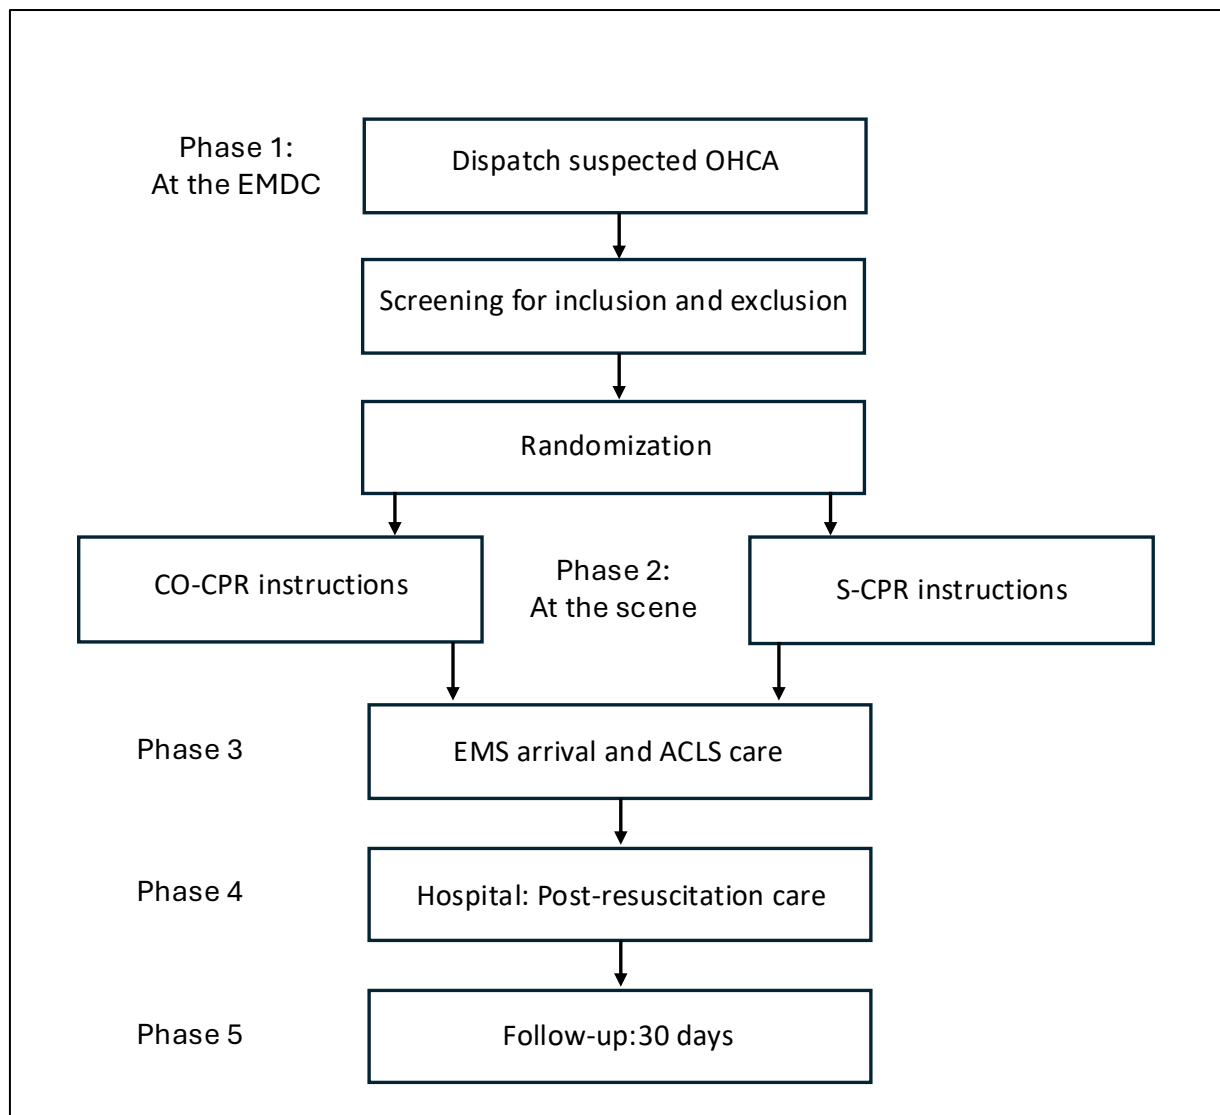 Phase 1:
At the EMDC
Dispatch suspected OHCA
Screening for inclusion and exclusion
Randomization
CO-CPR instructions
Phase 2:
At the scene
S-CPR instructions
Phase 3
EMS arrival and ACLS care
Phase 4
Hospital: Post-resuscitation care
Phase 5
Follow-up:30 days